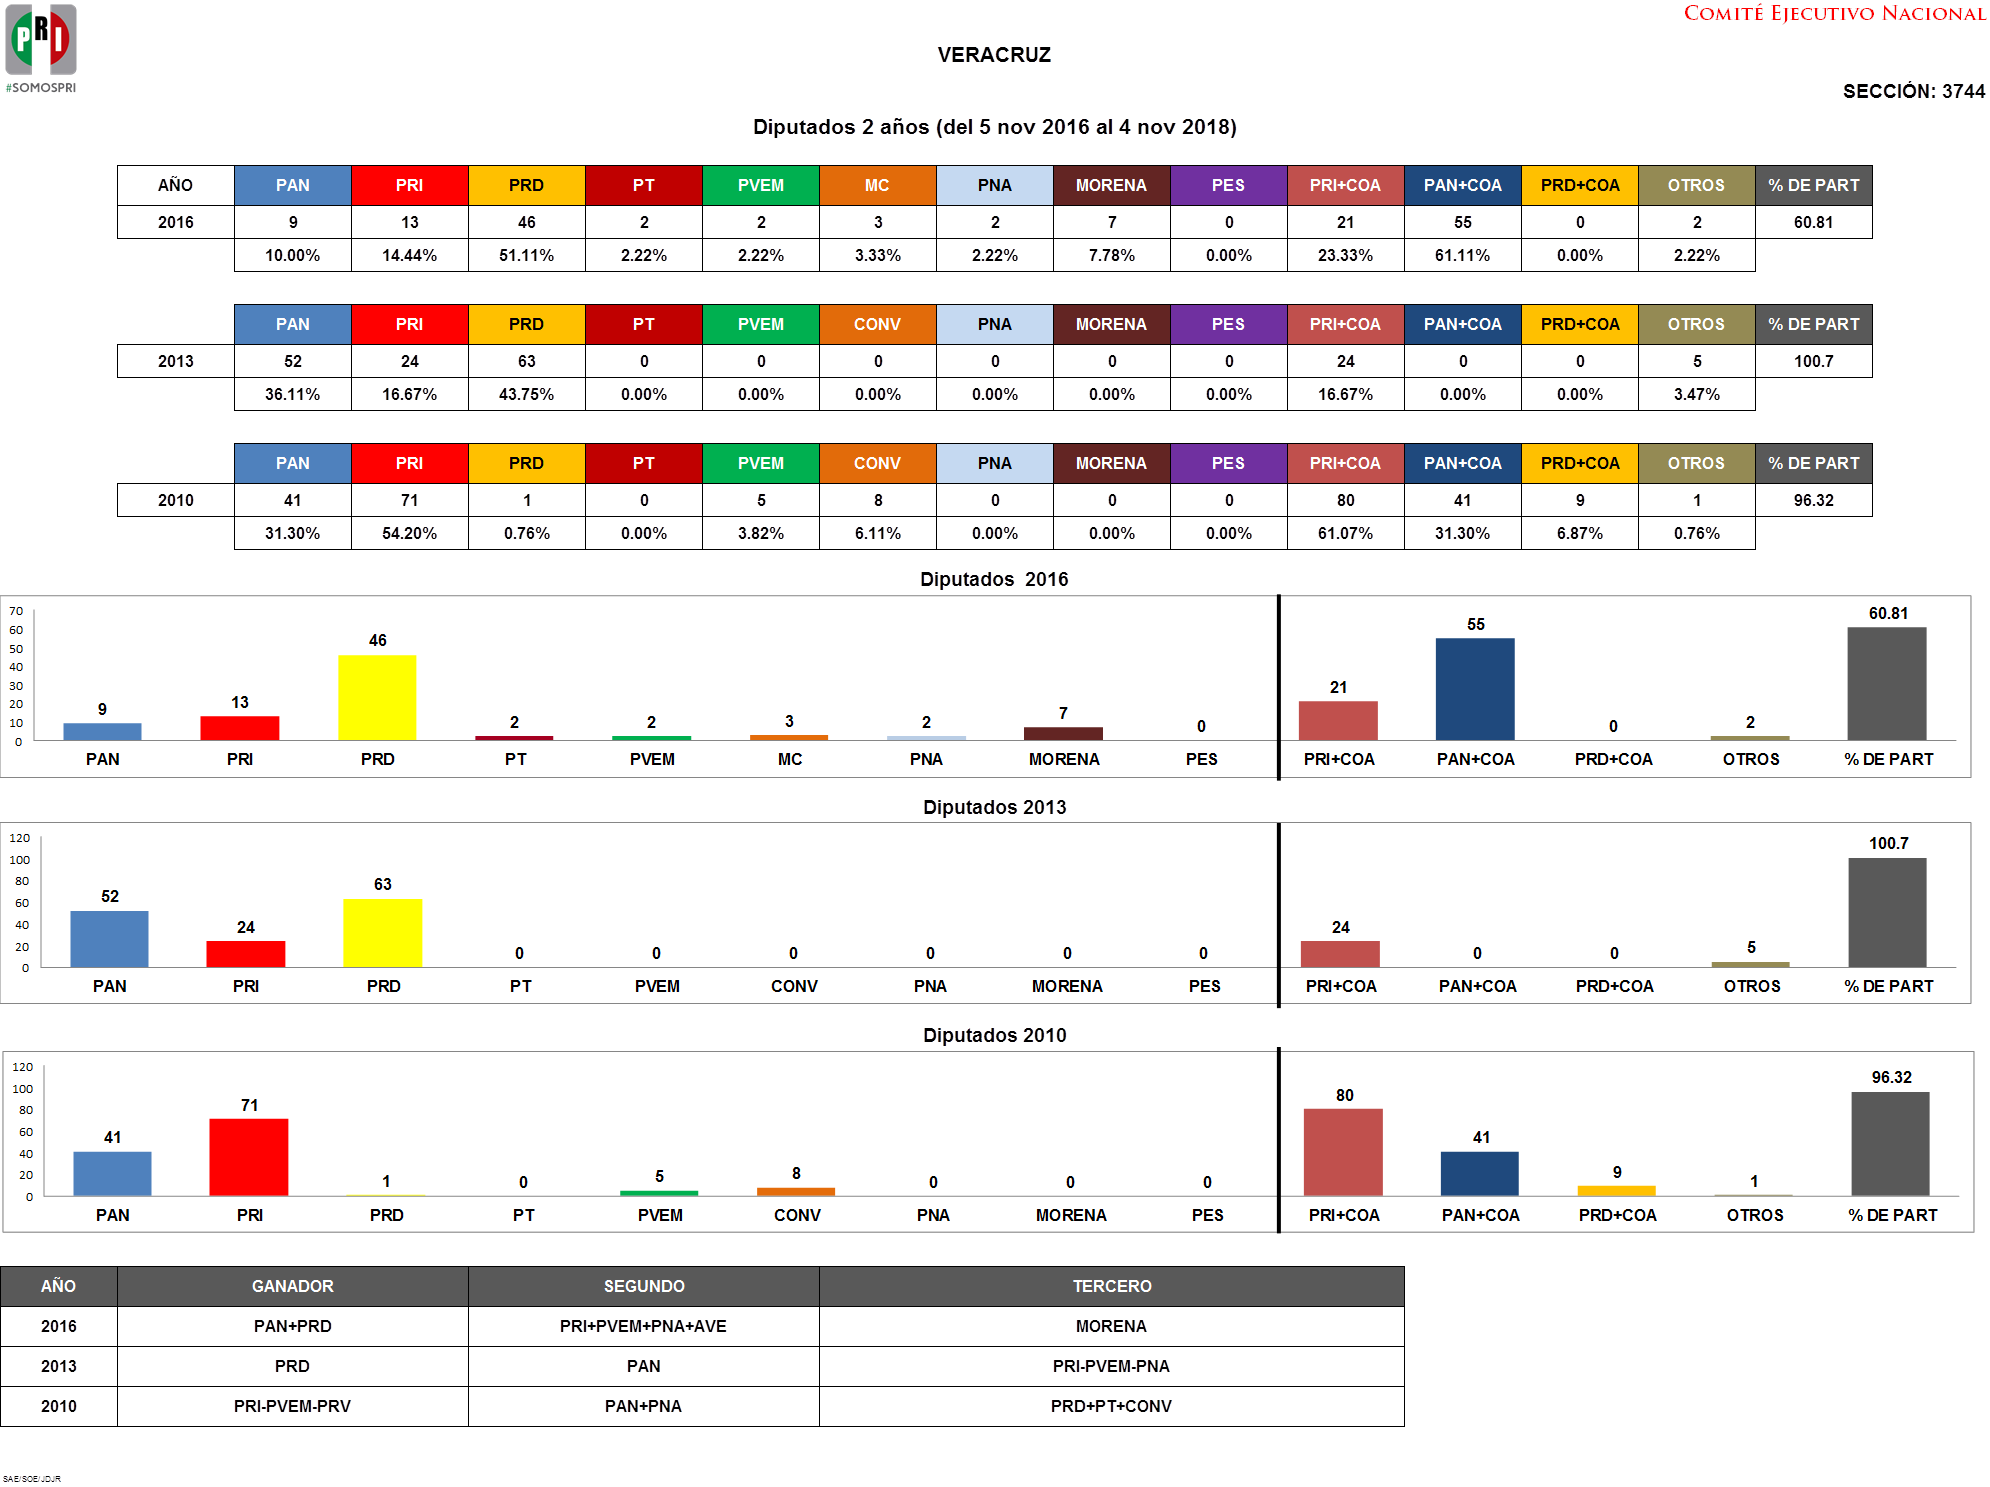 PRI
#SOMOSPRI
COMITÉ EJECUTIVO NACIONAL
VERACRUZ
SECCIÓN: 3744
Diputados 2 años (del 5 nov 2016 al 4 nov 2018)
AÑO PAN PRI PRD PT PVEM MC PNA MORENA PES PRI+COA PAN+COA PRD+COA OTROS % DE PART
2016 9 13 46 2 2 3 2 7 0 21 55 0 2 60.81
10.00% 14.44% 51.11% 2.22% 2.22% 3.33% 2.22% 7.78% 0.00% 23.33% 61.11% 0.00% 2.22%
PAN PRI PRD PT PVEM CONV PNA MORENA PES PRI+COA PAN+COA PRD+COA OTROS % DE PART
2013 52 24 63 0 0 0 0 0 0 24 0 0 5 100.7
36.11% 16.67% 43.75% 0.00% 0.00% 0.00% 0.00% 0.00% 0.00% 16.67% 0.00% 0.00% 3.47%
PAN PRI PRD PT PVEM CONV PNA MORENA PES PRI+COA PAN+COA PRD+COA OTROS % DE PART
2010 41 71 1 0 5 8 0 0 0 80 41 9 1 96.32
31.30% 54.20% 0.76% 0.00% 3.82% 6.11% 0.00% 0.00% 0.00% 61.07% 31.30% 6.87% 0.76%
Diputados 2016
70
60
50
40
30
20
10
0
9 13 46 2 2 3 2 7 0 21 55 0 2 60.81
PAN PRI PRD PT PVEM MC PNA MORENA PES PRI+COA PAN+COA PRD+COA OTROS % DE PART
Diputados 2013
120
100
80
60
40
20
0
52 24 63 0 0 0 0 0 0 24 0 0 5 100.7
PAN PRI PRD PT PVEM CONV PNA MORENA PES PRI+COA PAN+COA PRD+COA OTROS % DE PART
Diputados 2010
120
100
80
60
40
20
0
41 71 1 0 5 8 0 0 0 80 41 9 1 96.32
PAN PRI PRD PT PVEM CONV PNA MORENA PES PRI+COA PAN+COA PRD+COA OTROS % DE PART
AÑO GANADOR SEGUNDO TERCERO
2016 PAN+PRD PRI+PVEM+PNA+AVE MORENA
2013 PRD PAN PRI-PVEM-PNA
2010 PRI-PVEM-PRV PAN+PNA PRD+PT+CONV
SAE/SOE/JDJR